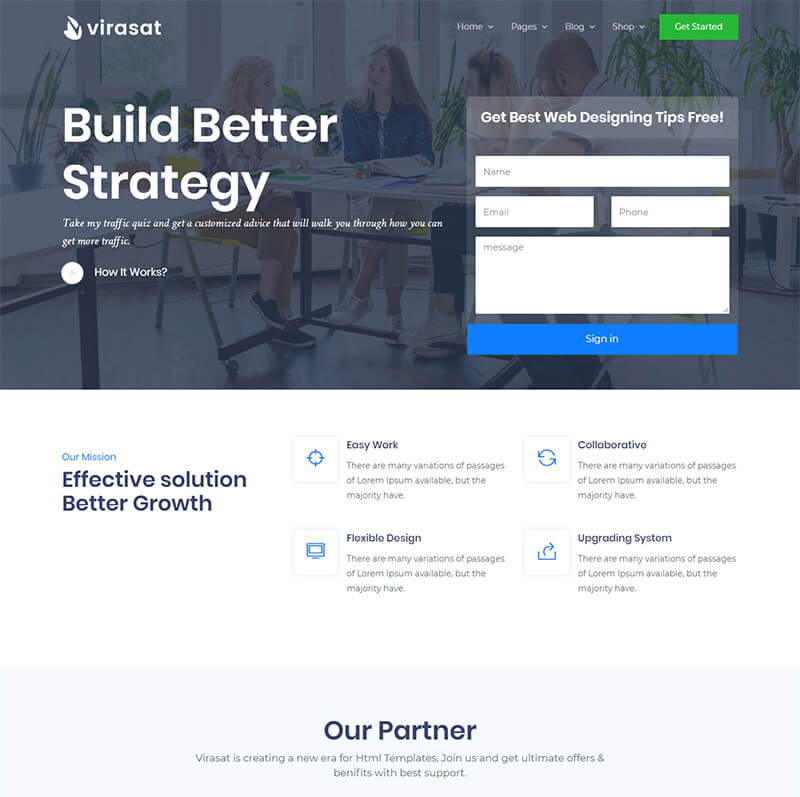 virasat
Home Pages Blog Shop Get Started
Build Better
Strategy
Take my traffic quiz and get a customized advice that will walk you through how you can
get more traffic.
How It Works?
Get Best Web Designing Tips Free!
Name
Email Phone
message
Sign in
Our Mission
Effective solution
Better Growth
Easy Work
There are many variations of passages
of Lorem Ipsum available, but the
majority have.
Collaborative
There are many variations of passages
of Lorem Ipsum available, but the
majority have.
Flexible Design
There are many variations of passages
of Lorem Ipsum available, but the
majority have.
Upgrading System
There are many variations of passages
of Lorem Ipsum available, but the
majority have.
Our Partner
Virasat is creating a new era for Html Templates, Join us and get ultimate offers &
benifits with best support.